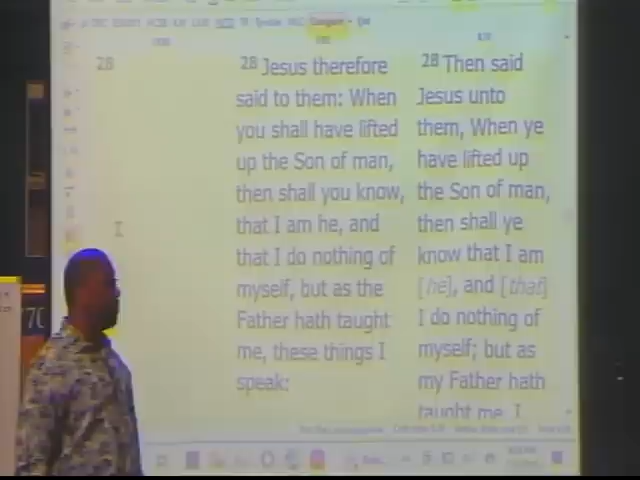 Compare
28
28 Jesus therefore
said to them: When
you shall have lifted
up the Son of man,
then shall you know,
that I am he, and
that I do nothing of
myself, but as the
Father hath taught
me, these things I
speak:
28 Then said
Jesus unto
them, When ye
have lifted up
the Son of man,
then shall ye
know that I am
[he], and [that]
I do nothing of
myself; but as
my Father hath
taught me, I